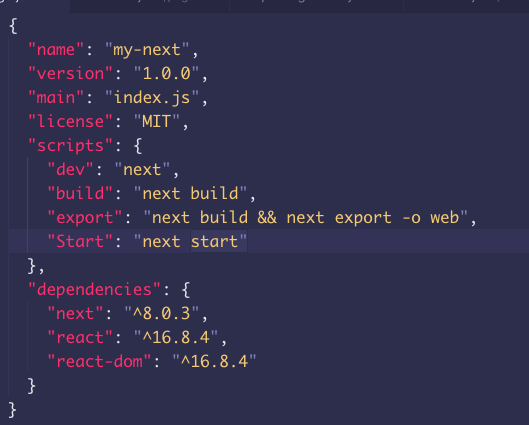 {
  "name": "my-next",
  "version": "1.0.0",
  "main": "index.js",
  "license": "MIT",
  "scripts": {
    "dev": "next",
    "build": "next build",
    "export": "next build && next export -o web",
    "Start": "next start"
  },
  "dependencies": {
    "next": "^8.0.3",
    "react": "^16.8.4",
    "react-dom": "^16.8.4"
  }
}